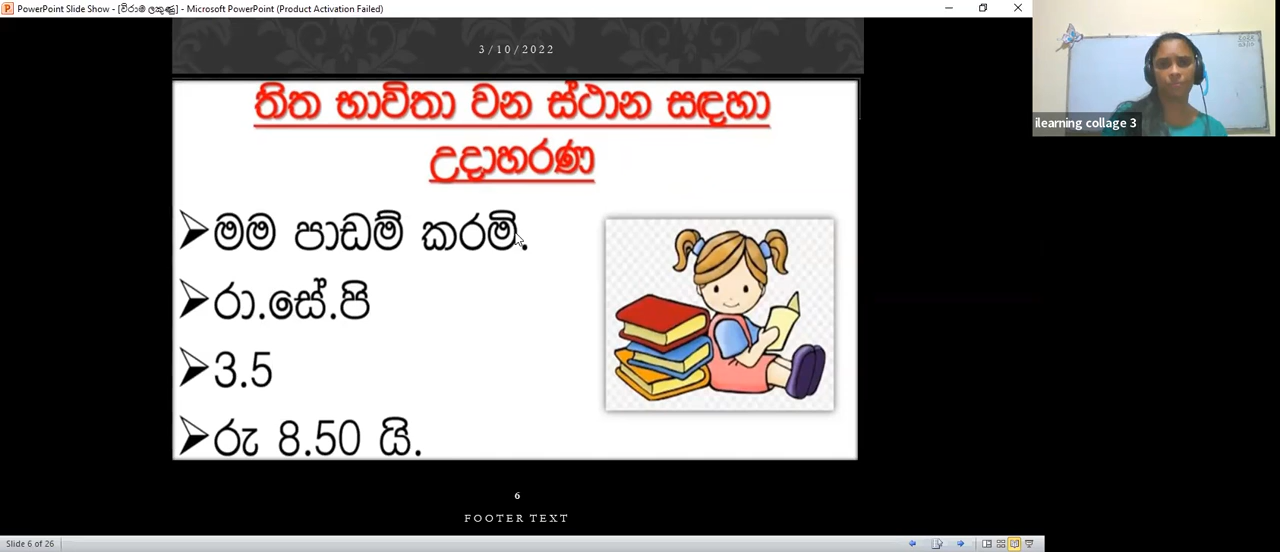 PowerPoint Slide Show - [විරාම ලකුණු] - Microsoft PowerPoint (Product Activation Failed)
3/10/2022
තිත භාවිතා වන ස්ථාන සඳහා
උදාහරණ
මම පාඩම් කරමි.
රා.සේ.පි
3.5
රු 8.50 යි.
6
FOOTER TEXT
Slide 6 of 26
ilearning collage 3